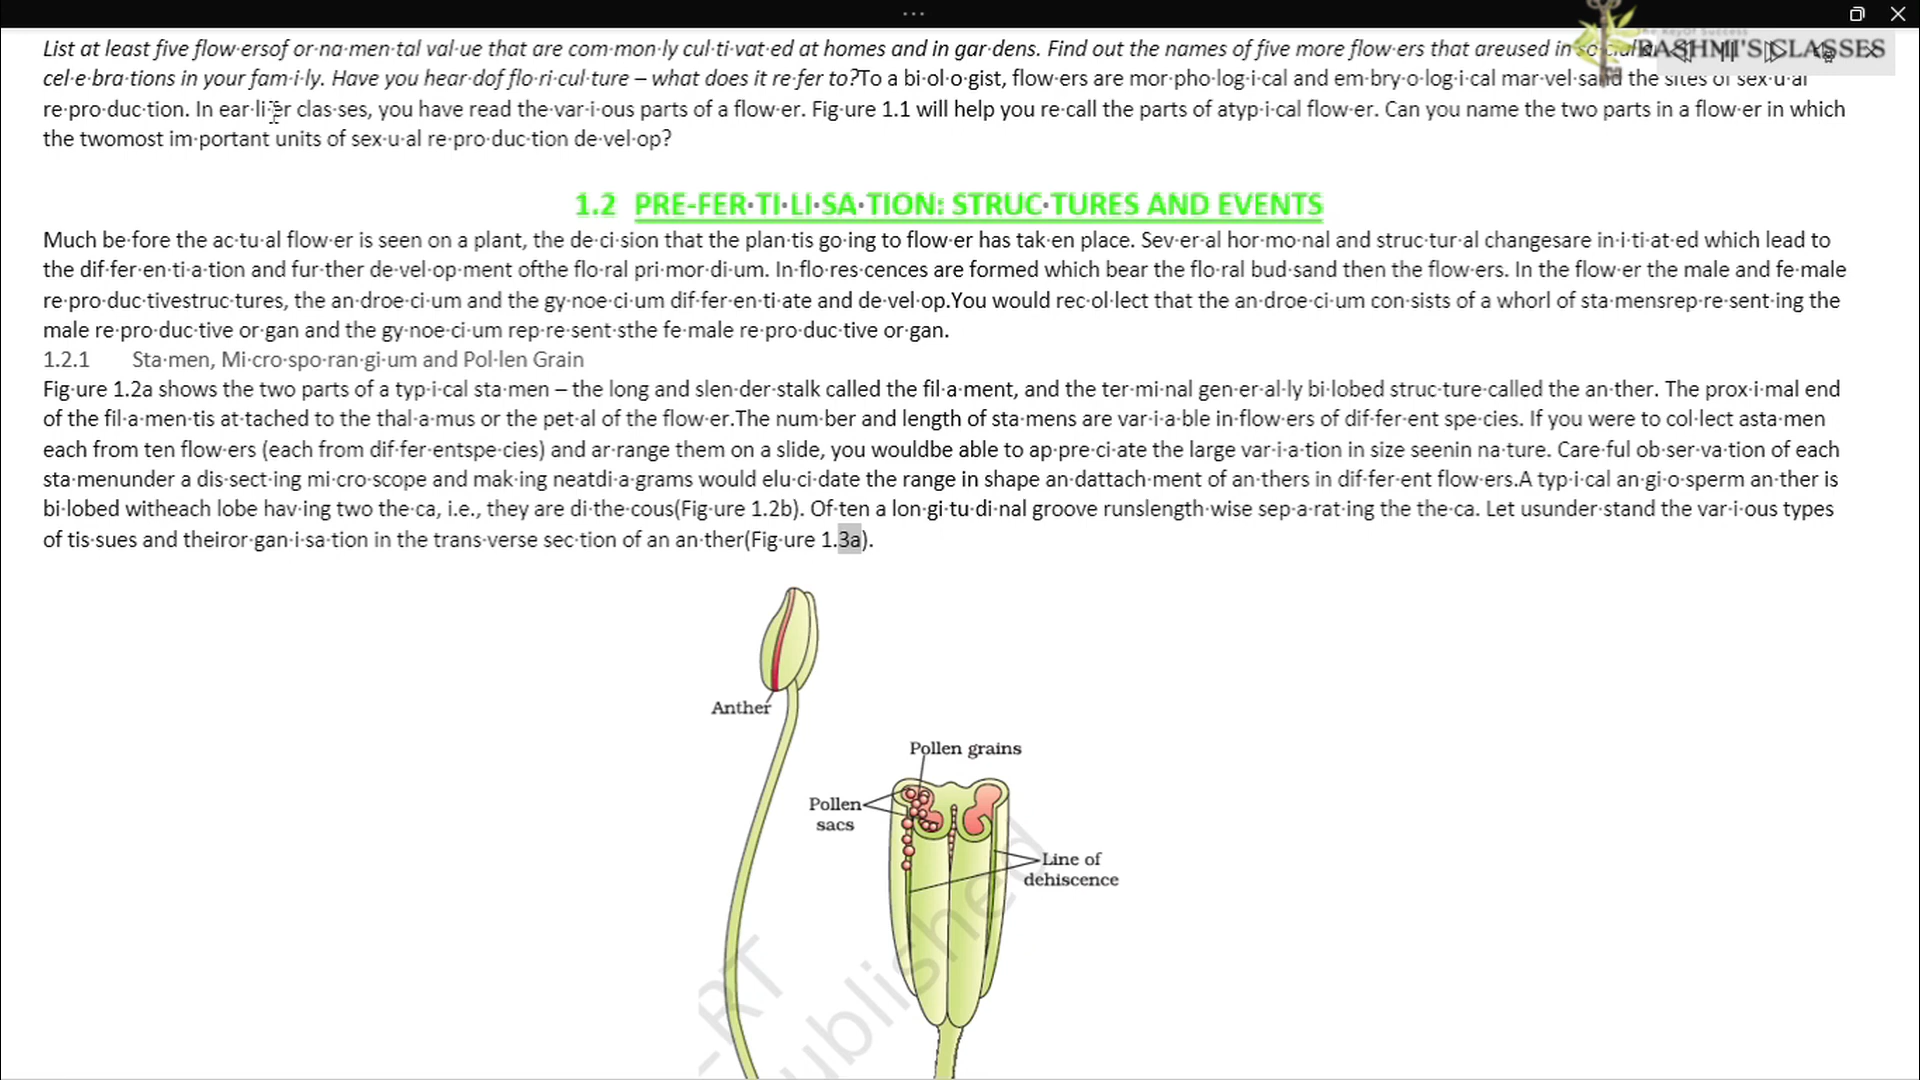 List at least five flow·ersof or·na·men·tal val·ue that are com·mon·ly cul·ti·vat·ed at homes and in gar·dens. Find out the names of five more flow·ers that areused in
RASHMI'S CLASSES
cel·e·bra·tions in your fam·i·ly. Have you hear·dof flo·ri·cul·ture – what does it re·fer to?To a bi·ol·o·gist, flow·ers are mor·pho·log·i·cal and em·bry·o·log·i·cal mar·vel·sand the sites of sex·u·al
re·pro·duc·tion. In ear·li·er clas·ses, you have read the·var·i·ous parts of a flow·er. Fig·ure 1.1 will help you re·call the parts of atyp·i·cal flow·er. Can you name the two parts in a flow·er in which
the twomost im·portant units of sex·u·al re·pro·duc·tion de·vel·op?
1.2 PRE-FER·TI·LI·SA·TION: STRUC·TURES AND EVENTS
Much be·fore the ac·tu·al flow·er is seen on a plant, the de·ci·sion that the plan·tis go·ing to flow·er has tak·en place. Sev·er·al hor·mo·nal and struc·tur·al changesare in·i·ti·at·ed which lead to
the dif·fer·en·ti·a·tion and fur·ther de·vel·op·ment ofthe flo·ral pri·mor·di·um. In·flo·res·cences are formed which bear the flo·ral bud·sand then the flow·ers. In the flow·er the male and fe·male
re·pro·duc·tivestruc·tures, the an·droe·ci·um and the gy·noe·ci·um dif·fer·en·ti·ate and de·vel·op.You would rec·ol·lect that the an·droe·ci·um con·sists of a whorl of sta·mensrep·re·sent·ing the
male re·pro·duc·tive or·gan and the gy·noe·ci·um rep·re·sent·sthe fe·male re·pro·duc·tive or·gan.
1.2.1 Sta·men, Mi·cro·spo·ran·gi·um and Pol·len Grain
Fig·ure 1.2a shows the two parts of a typ·i·cal sta·men – the long and slen·der·stalk called the fil·a·ment, and the ter·mi·nal gen·er·al·ly bi·lobed struc·ture·called the an·ther. The prox·i·mal end
of the fil·a·men·tis at·tached to the thal·a·mus or the pet·al of the flow·er.The num·ber and length of sta·mens are var·i·a·ble in·flow·ers of dif·fer·ent spe·cies. If you were to col·lect asta·men
each from ten flow·ers (each from dif·fer·entspe·cies) and ar·range them on a slide, you wouldbe able to ap·pre·ci·ate the large var·i·a·tion in size seenin na·ture. Care·ful ob·ser·va·tion of each
sta·menunder a dis·sect·ing mi·cro·scope and mak·ing neatdi·a·grams would elu·ci·date the range in shape an·dattach·ment of an·thers in dif·fer·ent flow·ers.A typ·i·cal an·gi·o·sperm an·ther is
bi·lobed witheach lobe hav·ing two the·ca, i.e., they are di·the·cous(Fig·ure 1.2b). Of·ten a lon·gi·tu·di·nal groove runslength·wise sep·a·rat·ing the the·ca. Let usunder·stand the var·i·ous types
of tis·sues and theiror·gan·i·sa·tion in the trans·verse sec·tion of an an·ther(Fig·ure 1.3a).
Anther
Pollen grains
Pollen
sacs
Line of
dehiscence